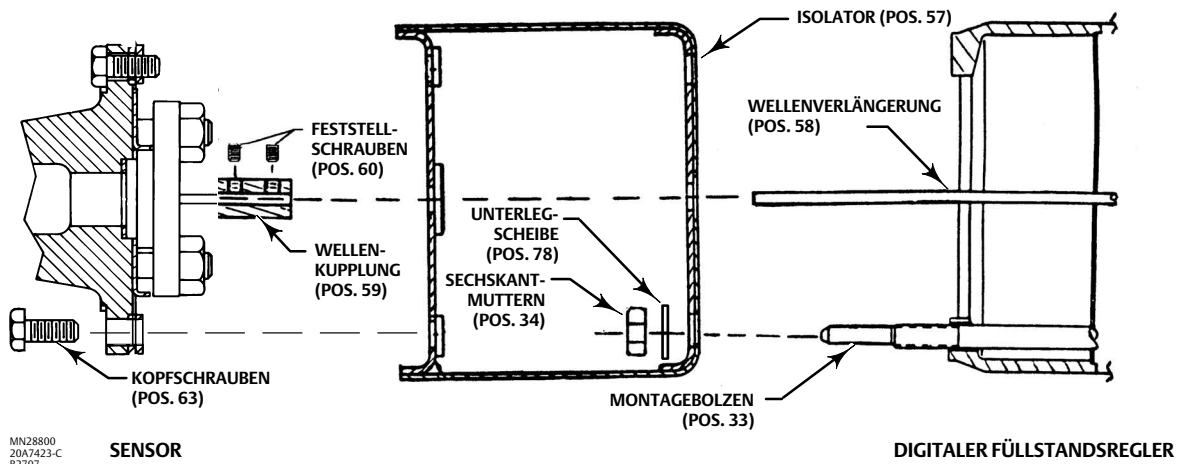 ISOLATOR (POS. 57)
WELLENVERLÄNGERUNG
(POS. 58)
FESTSTELL-
SCHRAUBEN
(POS. 60)
UNTERLEG-
SCHEIBE
(POS. 78)
WELLEN-
KUPPLUNG
(POS. 59)
SECHSKANT-
MUTTERN
(POS. 34)
KOPFSCHRAUBEN
(POS. 63)
MONTAGEBOLZEN
(POS. 33)
MN28800
20A7423-C
SENSOR
DIGITALER FÜLLSTANDSREGLER